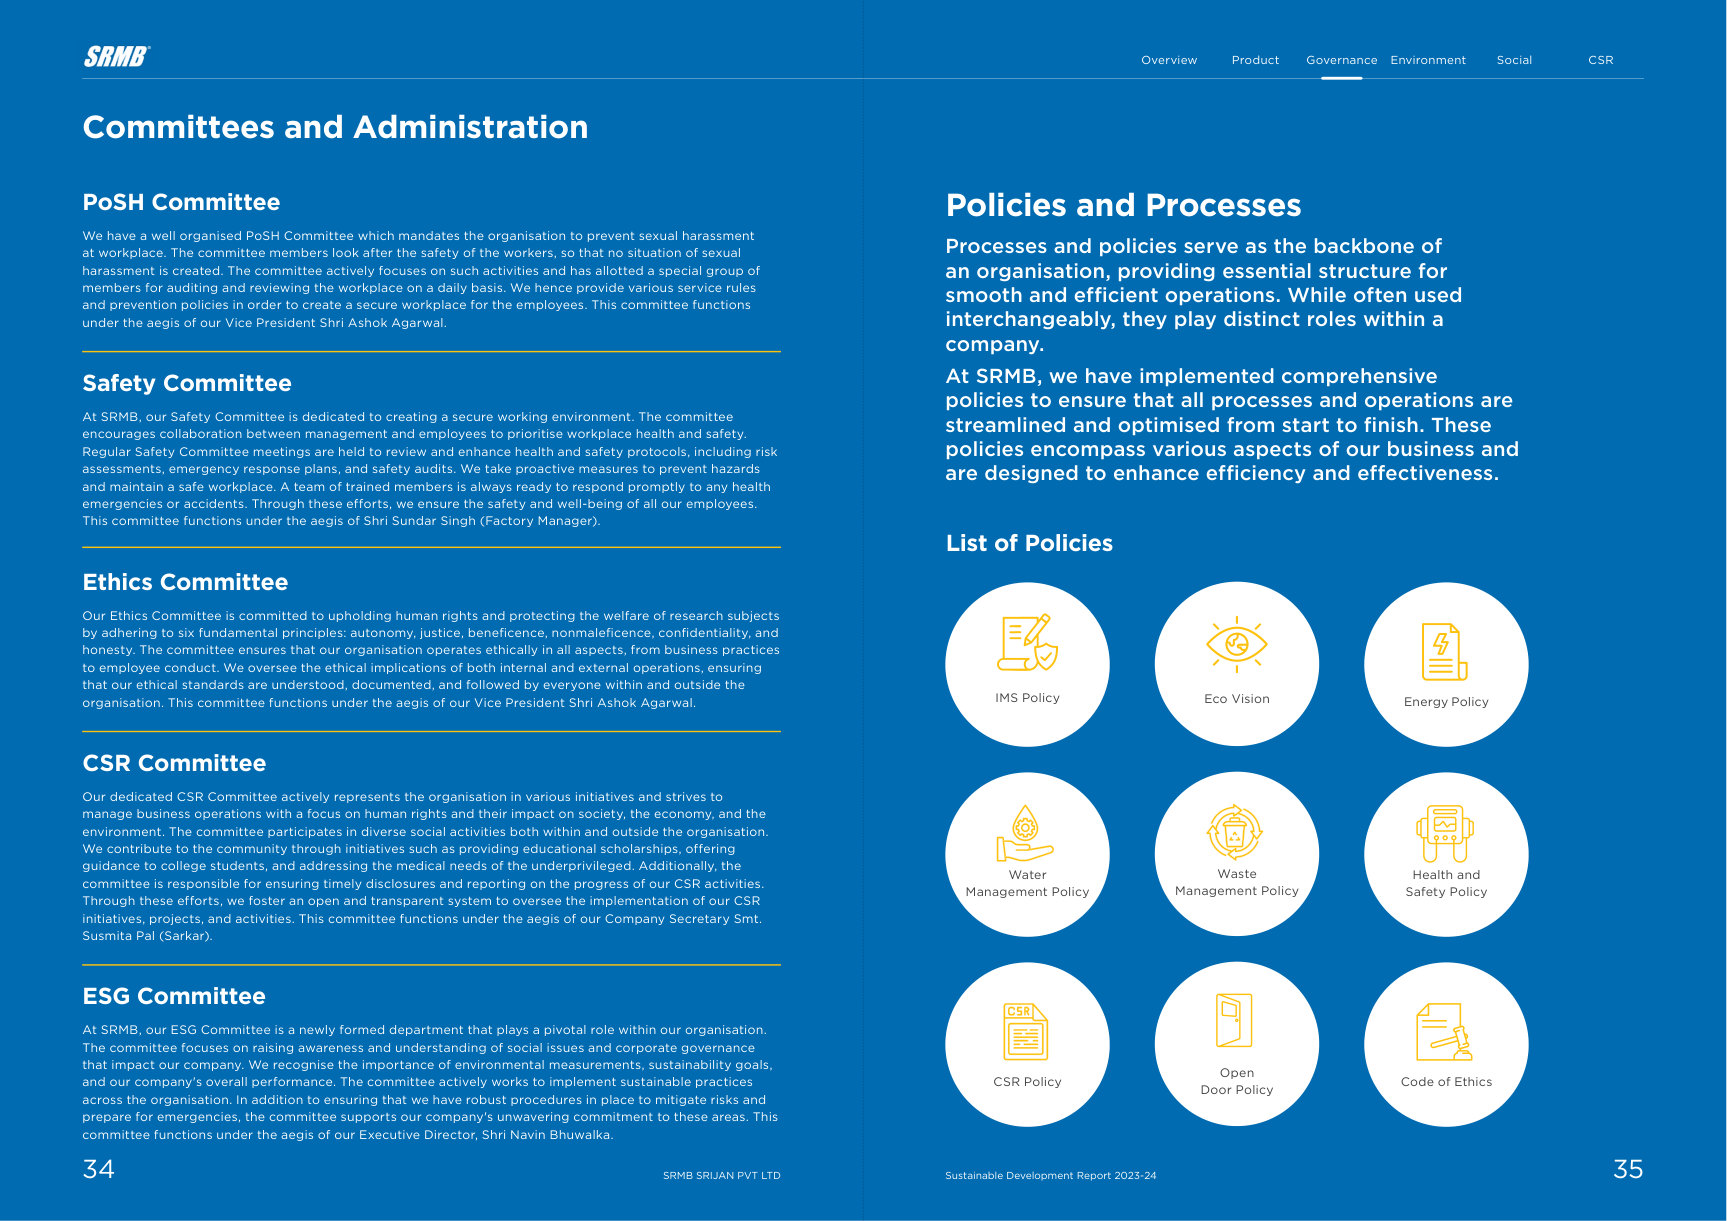 SRMB
Overview Product Governance Environment Social CSR
Committees and Administration
PoSH Committee
We have a well organised PoSH Committee which mandates the organisation to prevent sexual harassment
at workplace. The committee members look after the safety of the workers, so that no situation of sexual
harassment is created. The committee actively focuses on such activities and has allotted a special group of
members for auditing and reviewing the workplace on a daily basis. We hence provide various service rules
and prevention policies in order to create a secure workplace for the employees. This committee functions
under the aegis of our Vice President Shri Ashok Agarwal.
Safety Committee
At SRMB, our Safety Committee is dedicated to creating a secure working environment. The committee
encourages collaboration between management and employees to prioritise workplace health and safety.
Regular Safety Committee meetings are held to review and enhance health and safety protocols, including risk
assessments, emergency response plans, and safety audits. We take proactive measures to prevent hazards
and maintain a safe workplace. A team of trained members is always ready to respond promptly to any health
emergencies or accidents. Through these efforts, we ensure the safety and well-being of all our employees.
This committee functions under the aegis of Shri Sundar Singh (Factory Manager).
Ethics Committee
Our Ethics Committee is committed to upholding human rights and protecting the welfare of research subjects
by adhering to six fundamental principles: autonomy, justice, beneficence, nonmaleficence, confidentiality, and
honesty. The committee ensures that our organisation operates ethically in all aspects, from business practices
to employee conduct. We oversee the ethical implications of both internal and external operations, ensuring
that our ethical standards are understood, documented, and followed by everyone within and outside the
organisation. This committee functions under the aegis of our Vice President Shri Ashok Agarwal.
CSR Committee
Our dedicated CSR Committee actively represents the organisation in various initiatives and strives to
manage business operations with a focus on human rights and their impact on society, the economy, and the
environment. The committee participates in diverse social activities both within and outside the organisation.
We contribute to the community through initiatives such as providing educational scholarships, offering
guidance to college students, and addressing the medical needs of the underprivileged. Additionally, the
committee is responsible for ensuring timely disclosures and reporting on the progress of our CSR activities.
Through these efforts, we foster an open and transparent system to oversee the implementation of our CSR
initiatives, projects, and activities. This committee functions under the aegis of our Company Secretary Smt.
Susmita Pal (Sarkar).
ESG Committee
At SRMB, our ESG Committee is a newly formed department that plays a pivotal role within our organisation.
The committee focuses on raising awareness and understanding of social issues and corporate governance
that impact our company. We recognise the importance of environmental measurements, sustainability goals,
and our company's overall performance. The committee actively works to implement sustainable practices
across the organisation. In addition to ensuring that we have robust procedures in place to mitigate risks and
prepare for emergencies, the committee supports our company's unwavering commitment to these areas. This
committee functions under the aegis of our Executive Director, Shri Navin Bhuwalka.
34
SRMB SRIJAN PVT LTD
Policies and Processes
Processes and policies serve as the backbone of
an organisation, providing essential structure for
smooth and efficient operations. While often used
interchangeably, they play distinct roles within a
company.
At SRMB, we have implemented comprehensive
policies to ensure that all processes and operations are
streamlined and optimised from start to finish. These
policies encompass various aspects of our business and
are designed to enhance efficiency and effectiveness.
List of Policies
IMS Policy
Eco Vision
Energy Policy
Water
Management Policy
Waste
Management Policy
Health and
Safety Policy
CSR
CSR Policy
Open
Door Policy
Code of Ethics
Sustainable Development Report 2023-24
35